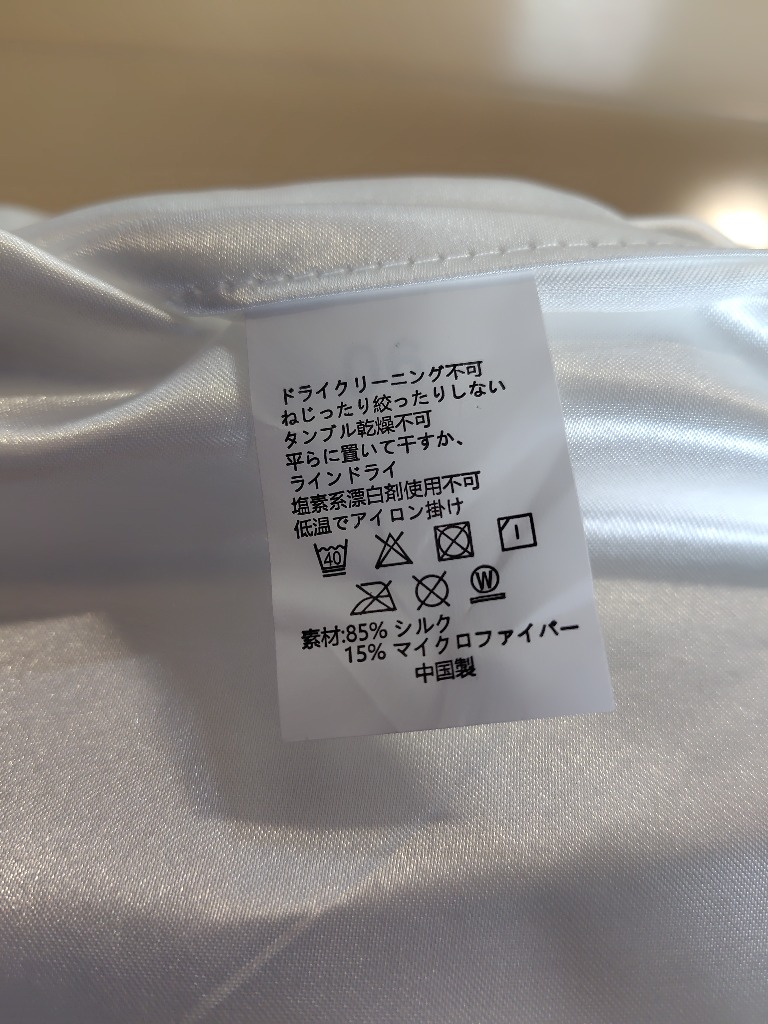 ドライクリーニング不可
ねじったり絞ったりしない
タンブル乾燥不可
平らに置いて干すか、
ラインドライ
塩素系漂白剤使用不可
低温でアイロン掛け
40
W
素材:85% シルク
15% マイクロファイバー
中国製